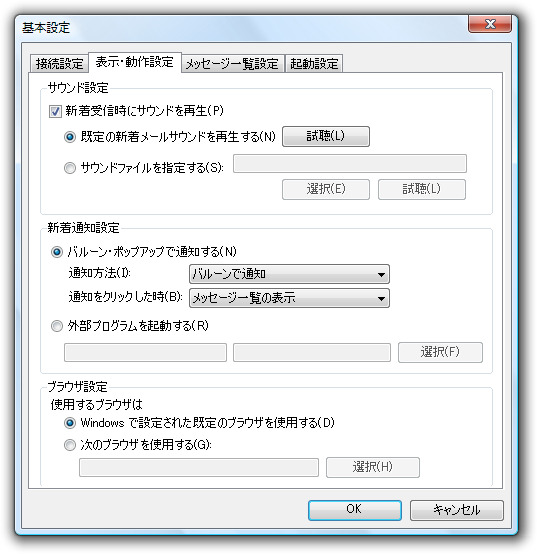 基本設定
接続設定 表示・動作設定 メッセージ一覧設定 起動設定
サウンド設定
新着受信時にサウンドを再生(P)
既定の新着メールサウンドを再生する(N) 試聴(L)
サウンドファイルを指定する(S):
選択(E) 試聴(L)
新着通知設定
バルーン・ポップアップで通知する(N)
通知方法(I): バルーンで通知
通知をクリックした時(B): メッセージ一覧の表示
外部プログラムを起動する(R)
選択(F)
ブラウザ設定
使用するブラウザは
Windows で設定された既定のブラウザを使用する(D)
次のブラウザを使用する(G):
選択(H)
OK キャンセル